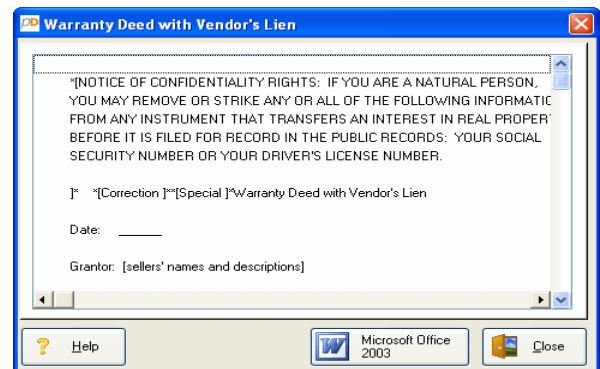 PD Warranty Deed with Vendor's Lien
*[NOTICE OF CONFIDENTIALITY RIGHTS: IF YOU ARE A NATURAL PERSON,
YOU MAY REMOVE OR STRIKE ANY OR ALL OF THE FOLLOWING INFORMATIO
FROM ANY INSTRUMENT THAT TRANSFERS AN INTEREST IN REAL PROPER
BEFORE IT IS FILED FOR RECORD IN THE PUBLIC RECORDS: YOUR SOCIAL
SECURITY NUMBER OR YOUR DRIVER'S LICENSE NUMBER.
]* *[Correction ]**[Special ]*Warranty Deed with Vendor's Lien
Date: ______
Grantor: [sellers' names and descriptions]
? Help
W Microsoft Office
2003
Close